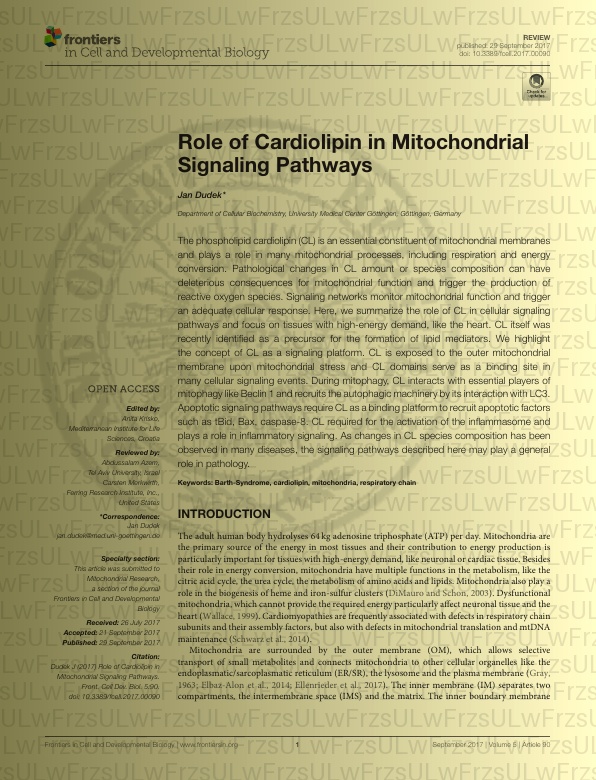 frontiers
in Cell and Developmental Biology
REVIEW
published: 29 September 2017
doi: 10.3389/fcell.2017.00090
Check for
updates
Role of Cardiolipin in Mitochondrial
Signaling Pathways
Jan Dudek*
Department of Cellular Biochemistry, University Medical Center Göttingen, Göttingen, Germany
The phospholipid cardiolipin (CL) is an essential constituent of mitochondrial membranes
and plays a role in many mitochondrial processes, including respiration and energy
conversion. Pathological changes in CL amount or species composition can have
deleterious consequences for mitochondrial function and trigger the production of
reactive oxygen species. Signaling networks monitor mitochondrial function and trigger
an adequate cellular response. Here, we summarize the role of CL in cellular signaling
pathways and focus on tissues with high-energy demand, like the heart. CL itself was
recently identified as a precursor for the formation of lipid mediators. We highlight
the concept of CL as a signaling platform. CL is exposed to the outer mitochondrial
membrane upon mitochondrial stress and CL domains serve as a binding site in
many cellular signaling events. During mitophagy, CL interacts with essential players of
mitophagy like Beclin 1 and recruits the autophagic machinery by its interaction with LC3.
Apoptotic signaling pathways require CL as a binding platform to recruit apoptotic factors
such as tBid, Bax, caspase-8. CL required for the activation of the inflammasome and
plays a role in inflammatory signaling. As changes in CL species composition has been
observed in many diseases, the signaling pathways described here may play a general
role in pathology.
Keywords: Barth-Syndrome, cardiolipin, mitochondria, respiratory chain
OPEN ACCESS
Edited by:
Anita Kriško,
Mediterranean Institute for Life
Sciences, Croatia
Reviewed by:
Abdussalam Azem,
Tel Aviv University, Israel
Carsten Merkwirth,
Ferring Research Institute, Inc.,
United States
*Correspondence:
Jan Dudek
jan.dudek@med.uni-goettingen.de
Specialty section:
This article was submitted to
Mitochondrial Research,
a section of the journal
Frontiers in Cell and Developmental
Biology
Received: 26 July 2017
Accepted: 21 September 2017
Published: 29 September 2017
Citation:
Dudek J (2017) Role of Cardiolipin in
Mitochondrial Signaling Pathways.
Front. Cell Dev. Biol. 5:90.
doi: 10.3389/fcell.2017.00090
INTRODUCTION
The adult human body hydrolyses 64 kg adenosine triphosphate (ATP) per day. Mitochondria are
the primary source of the energy in most tissues and their contribution to energy production is
particularly important for tissues with high-energy demand, like neuronal or cardiac tissue. Besides
their role in energy conversion, mitochondria have multiple functions in the metabolism, like the
citric acid cycle, the urea cycle, the metabolism of amino acids and lipids. Mitochondria also play a
role in the biogenesis of heme and iron-sulfur clusters (DiMauro and Schon, 2003). Dysfunctional
mitochondria, which cannot provide the required energy particularly affect neuronal tissue and the
heart (Wallace, 1999). Cardiomyopathies are frequently associated with defects in respiratory chain
subunits and their assembly factors, but also with defects in mitochondrial translation and mtDNA
maintenance (Schwarz et al., 2014).
Mitochondria are surrounded by the outer membrane (OM), which allows selective
transport of small metabolites and connects mitochondria to other cellular organelles like the
endoplasmatic/sarcoplasmatic reticulum (ER/SR), the lysosome and the plasma membrane (Gray,
1963; Elbaz-Alon et al., 2014; Ellenrieder et al., 2017). The inner membrane (IM) separates two
compartments, the intermembrane space (IMS) and the matrix. The inner boundary membrane
Frontiers in Cell and Developmental Biology | www.frontiersin.org
1
September 2017 | Volume 5 | Article 90